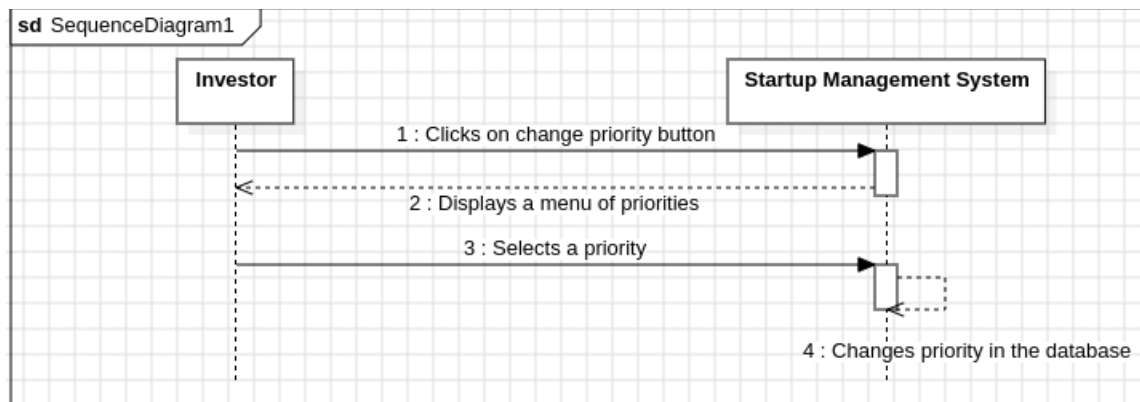 sd SequenceDiagram1
Investor
Startup Management System
1 : Clicks on change priority button
2 : Displays a menu of priorities
3 : Selects a priority
4 : Changes priority in the database